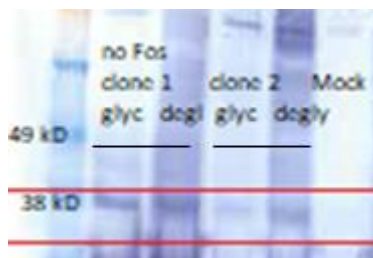 no Fos
clone 1 clone 2 Mock
glyc degl glyc degly
49 kD
38 kD